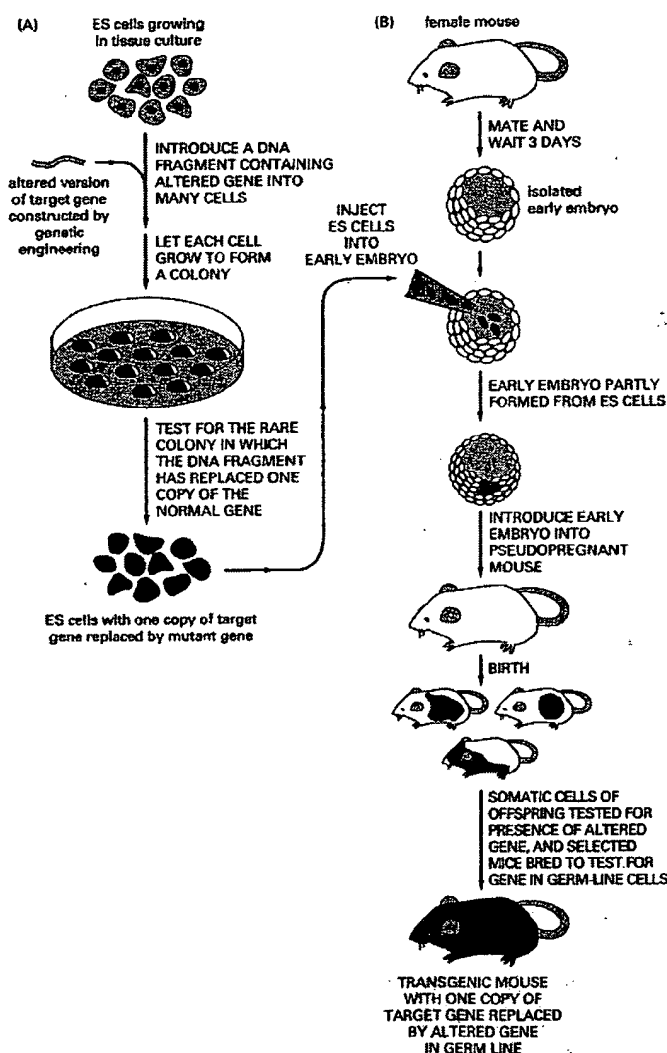 (A)
ES cells growing
in tissue culture
INTRODUCE A DNA
FRAGMENT CONTAINING
ALTERED GENE INTO
MANY CELLS
altered version
of target gene
constructed by
genetic
engineering
LET EACH CELL
GROW TO FORM
A COLONY
TEST FOR THE RARE
COLONY IN WHICH
THE DNA FRAGMENT
HAS REPLACED ONE
COPY OF THE
NORMAL GENE
ES cells with one copy of target
gene replaced by mutant gene
(B)
female mouse
MATE AND
WAIT 3 DAYS
isolated
early embryo
INJECT
ES CELLS
INTO
EARLY EMBRYO
EARLY EMBRYO PARTLY
FORMED FROM ES CELLS
INTRODUCE EARLY
EMBRYO INTO
PSEUDOPREGNANT
MOUSE
BIRTH
SOMATIC CELLS OF
OFFSPRING TESTED FOR
PRESENCE OF ALTERED
GENE, AND SELECTED
MICE BRED TO TEST FOR
GENE IN GERM-LINE CELLS
TRANSGENIC MOUSE
WITH ONE COPY OF
TARGET GENE REPLACED
BY ALTERED GENE
IN GERM LINE